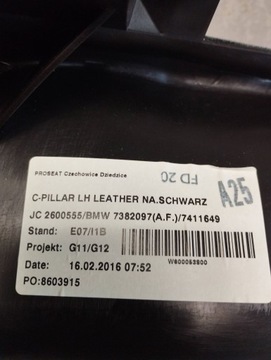 PROSEAT Czechowice Dziedzice
FD 20
A25
C-PILLAR LH LEATHER NA.SCHWARZ
JC 2600555/BMW 7382097(A.F.)/7411649
Stand: E07/I1B
Projekt: G11/G12
Date: 16.02.2016 07:52
PO:8603915